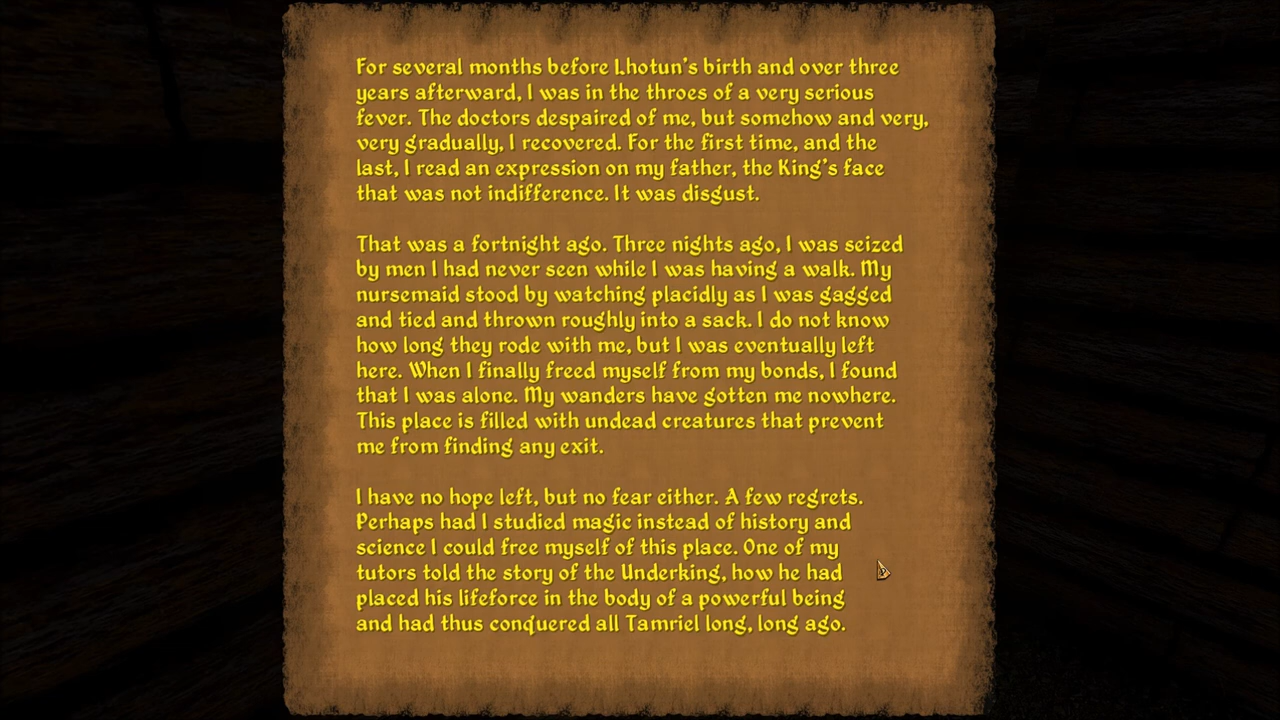 For several months before Lhotun's birth and over three
years afterward, I was in the throes of a very serious
fever. The doctors despaired of me, but somehow and very,
very gradually, I recovered. For the first time, and the
last, I read an expression on my father, the King's face
that was not indifference. It was disgust.
That was a fortnight ago. Three nights ago, I was seized
by men I had never seen while I was having a walk. My
nursemaid stood by watching placidly as I was gagged
and tied and thrown roughly into a sack. I do not know
how long they rode with me, but I was eventually left
here. When I finally freed myself from my bonds, I found
that I was alone. My wanders have gotten me nowhere.
This place is filled with undead creatures that prevent
me from finding any exit.
I have no hope left, but no fear either. A few regrets.
Perhaps had I studied magic instead of history and
science I could free myself of this place. One of my
tutors told the story of the Underking, how he had
placed his lifeforce in the body of a powerful being
and had thus conquered all Tamriel long, long ago.